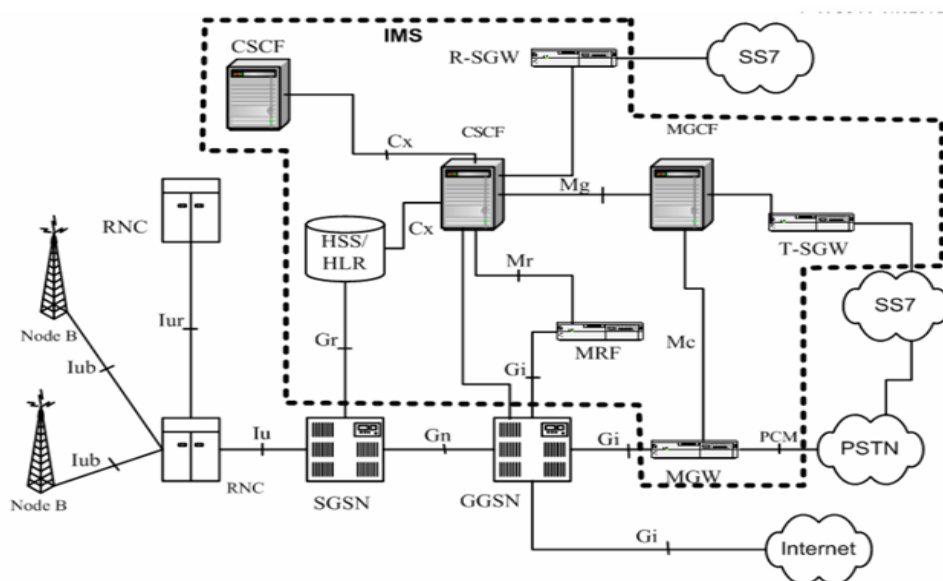 IMS
CSCF
R-SGW
SS7
CSCF
MGCF
Cx
Mg
RNC
Cx
HSS/
HLR
T-SGW
Mr
SS7
Node B
Iur
Gr
MRF
Mc
Iub
Gi
Iub
Iu
Gn
Gi
PCM
PSTN
Node B
RNC
SGSN
GGSN
MGW
Gi
Internet